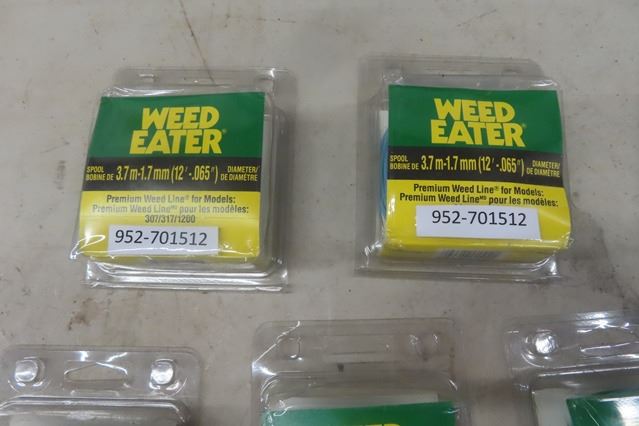 WEED
EATER®
SPOOL
BOBINE DE
3.7 m-1.7 mm (12'-.065")
DIAMETER/
DE DIAMÈTRE
Premium Weed Line® for Models:
Premium Weed Line MD pour les modèles:
307/317/1200
952-701512
WEED
EATER®
SPOOL
BOBINE DE
3.7 m-1.7 mm (12'-.065")
DIAMETER/
DE DIAMÈTRE
Premium Weed Line® for Models:
Premium Weed Line MD pour les modèles:
952-701512